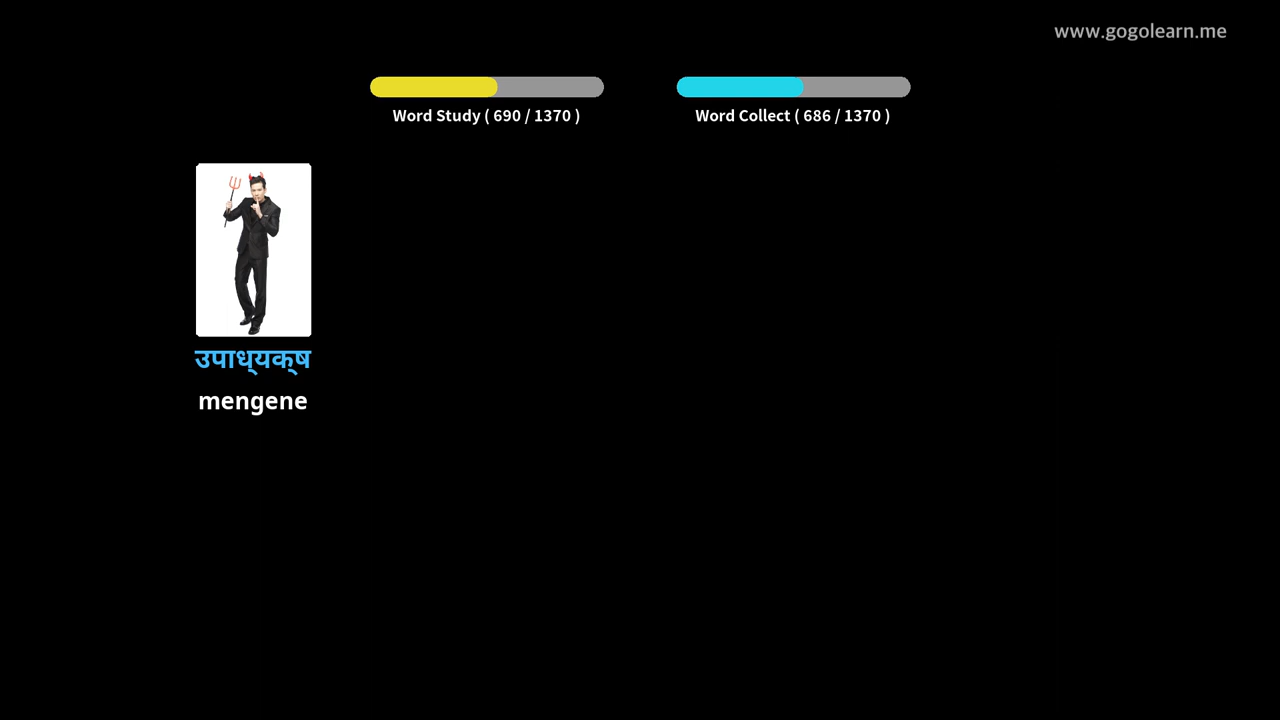 www.gogolearn.me
Word Study ( 690 / 1370 )
Word Collect ( 686 / 1370 )
उपाध्यक्ष
mengene